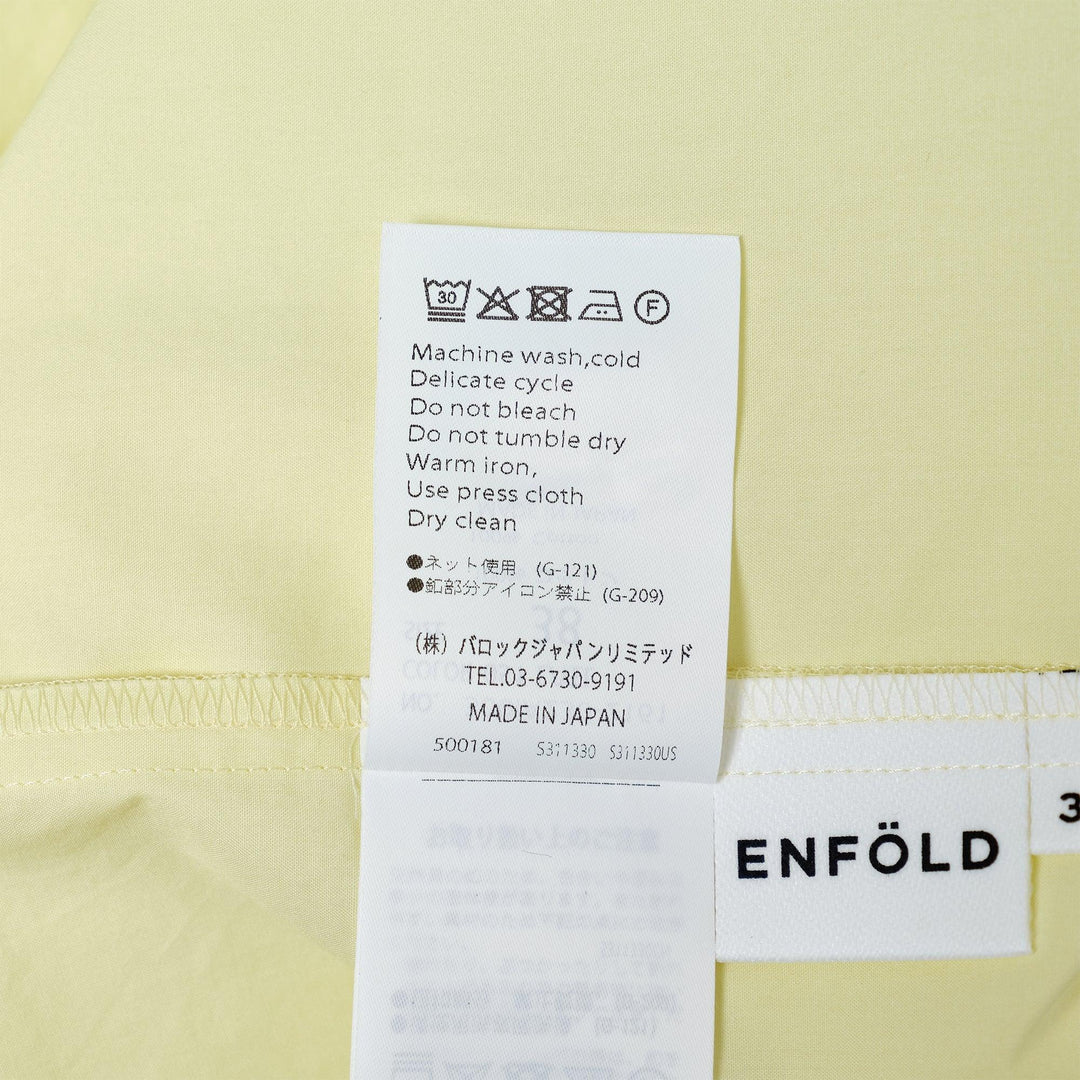 30 F
Machine wash,cold
Delicate cycle
Do not bleach
Do not tumble dry
Warm iron,
Use press cloth
Dry clean
●ネット使用 (G-121)
●釦部分アイロン禁止 (G-209)
(株) バロックジャパンリミテッド
TEL.03-6730-9191
MADE IN JAPAN
500181 S311330 S311330US
ENFÖLD
3